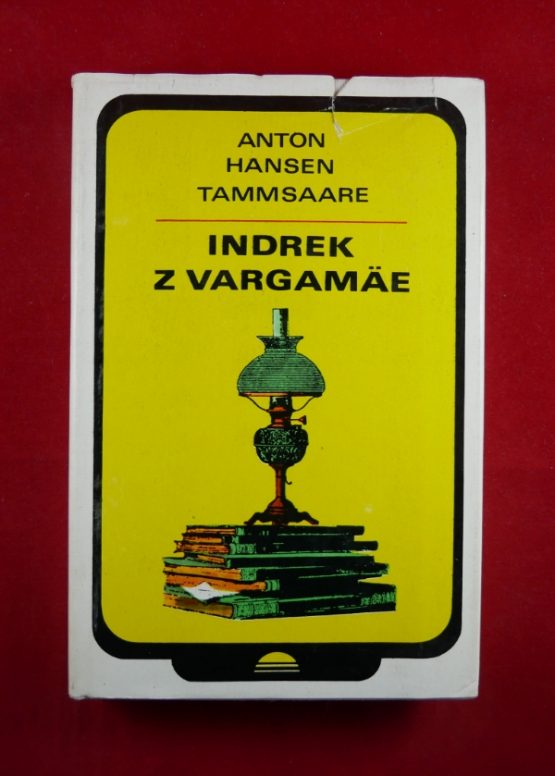 ANTON
HANSEN
TAMMSAARE
INDREK
Z VARGAMÄE